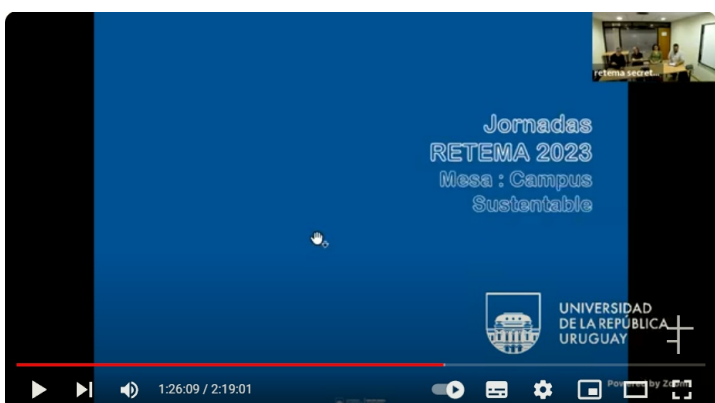 retema secret...
Jornadas
RETEMA 2023
Mesa : Campus
Sustentable
UNIVERSIDAD
DE LA REPÚBLICA
URUGUAY
1:26:09 / 2:19:01
Powered by Zoom